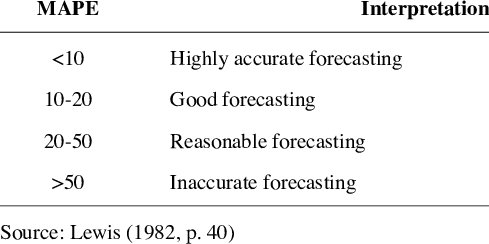 MAPE Interpretation
<10 Highly accurate forecasting
10-20 Good forecasting
20-50 Reasonable forecasting
>50 Inaccurate forecasting
Source: Lewis (1982, p. 40)